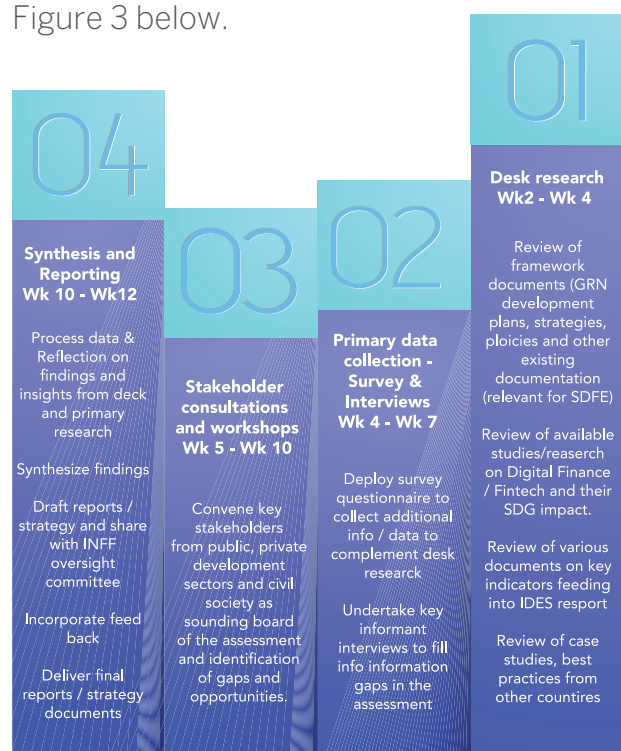 Figure 3 below.
04
Synthesis and
Reporting
Wk 10 - Wk12
Process data &
Reflection on
findings and
insights from deck
and primary
research
Synthesize findings
Draft reports /
strategy and share
with INFF
oversight
committee
Incorporate feed
back
Deliver final
reports / strategy
documents
03
Stakeholder
consultations
and workshops
Wk 5 - Wk 10
Convene key
stakeholders
from public, private
development
sectors and civil
society as
sounding board
of the assessment
and identification
of gaps and
opportunities.
02
Primary data
collection -
Survey &
Interviews
Wk 4 - Wk 7
Deploy survey
questionnaire to
collect additional
info / data to
complement desk
research
Undertake key
informant
interviews to fill
info information
gaps in the
assessment
01
Desk research
Wk2 - Wk 4
Review of
framework
documents (GRN
development
plans, strategies,
ploicies and other
existing
documentation
(relevant for SDFE)
Review of available
studies/reaserch
on Digital Finance
/ Fintech and their
SDG impact.
Review of various
documents on key
indicators feeding
into IDES resport
Review of case
studies, best
practices from
other countires